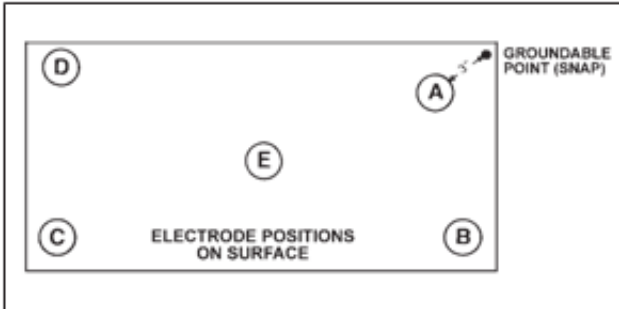 D
GROUNDABLE
POINT (SNAP)
A
E
C
ELECTRODE POSITIONS
ON SURFACE
B